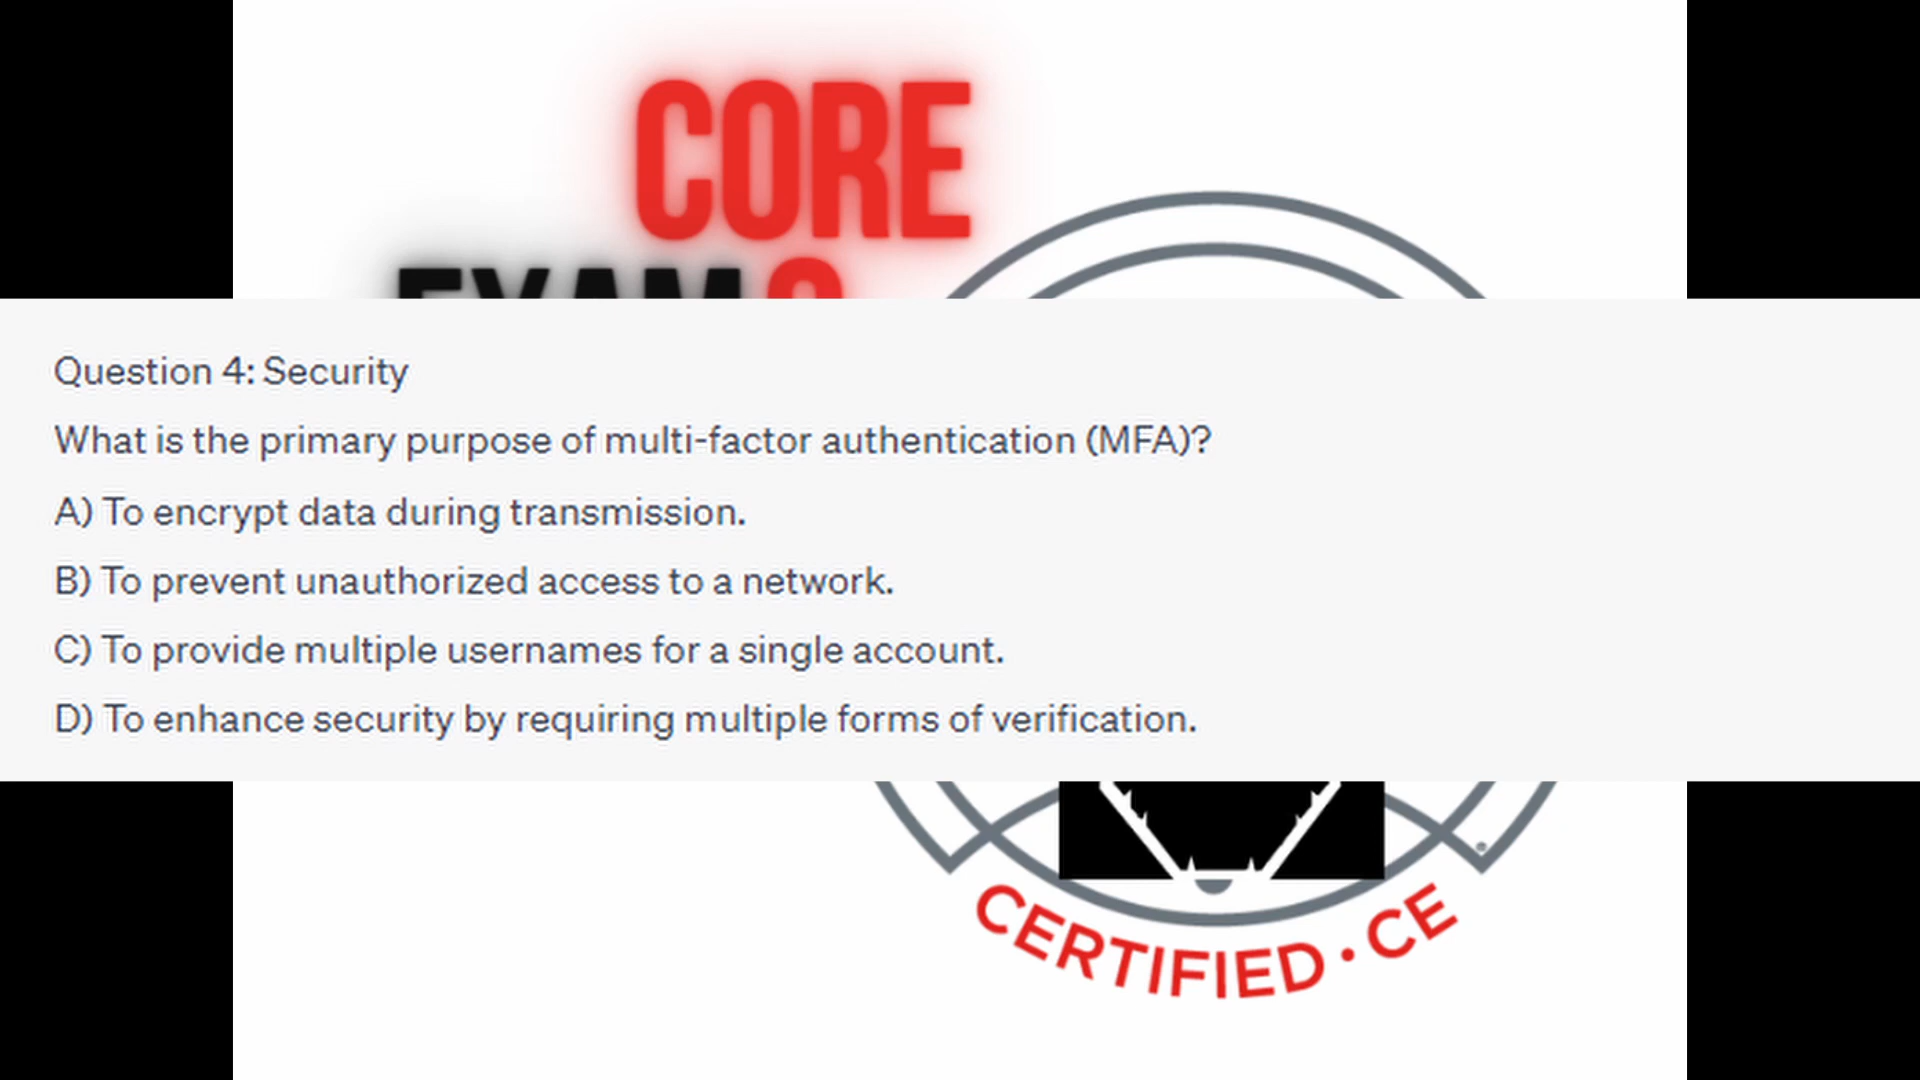 CORE
EXAM
Question 4: Security
What is the primary purpose of multi-factor authentication (MFA)?
A) To encrypt data during transmission.
B) To prevent unauthorized access to a network.
C) To provide multiple usernames for a single account.
D) To enhance security by requiring multiple forms of verification.
CERTIFIED • CE